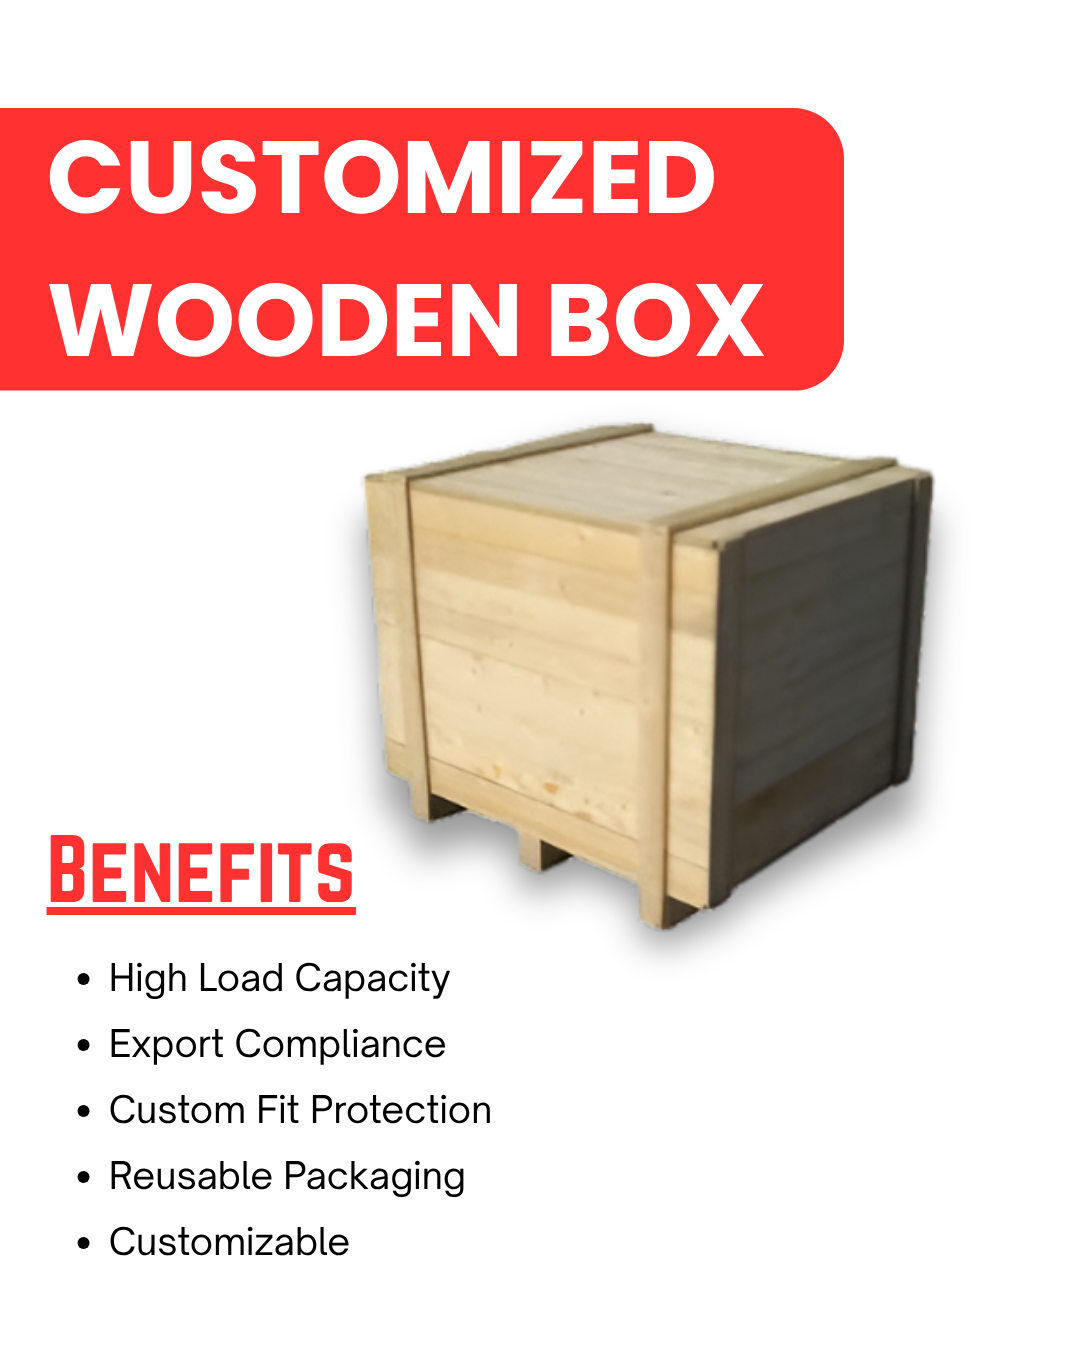 CUSTOMIZED
WOODEN BOX
BENEFITS
High Load Capacity
Export Compliance
Custom Fit Protection
Reusable Packaging
Customizable